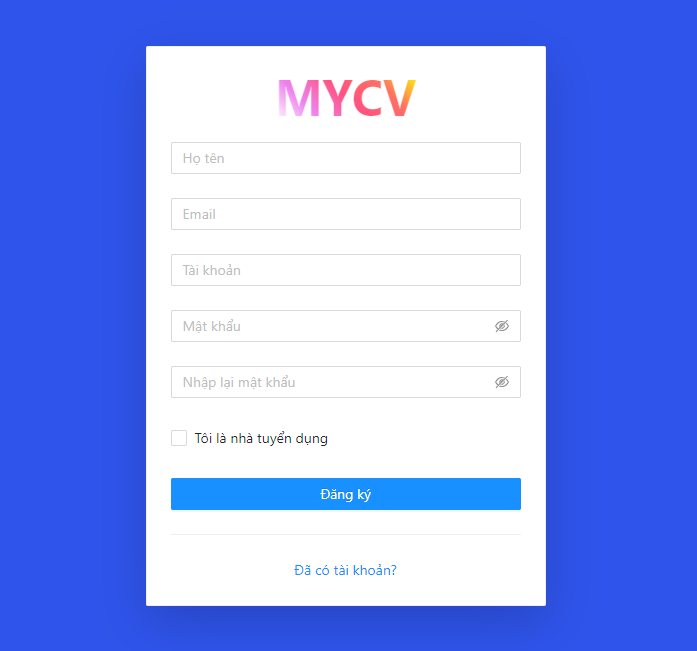 MYCV
Họ tên
Email
Tài khoản
Mật khẩu
Nhập lại mật khẩu
Tôi là nhà tuyển dụng
Đăng ký
Đã có tài khoản?